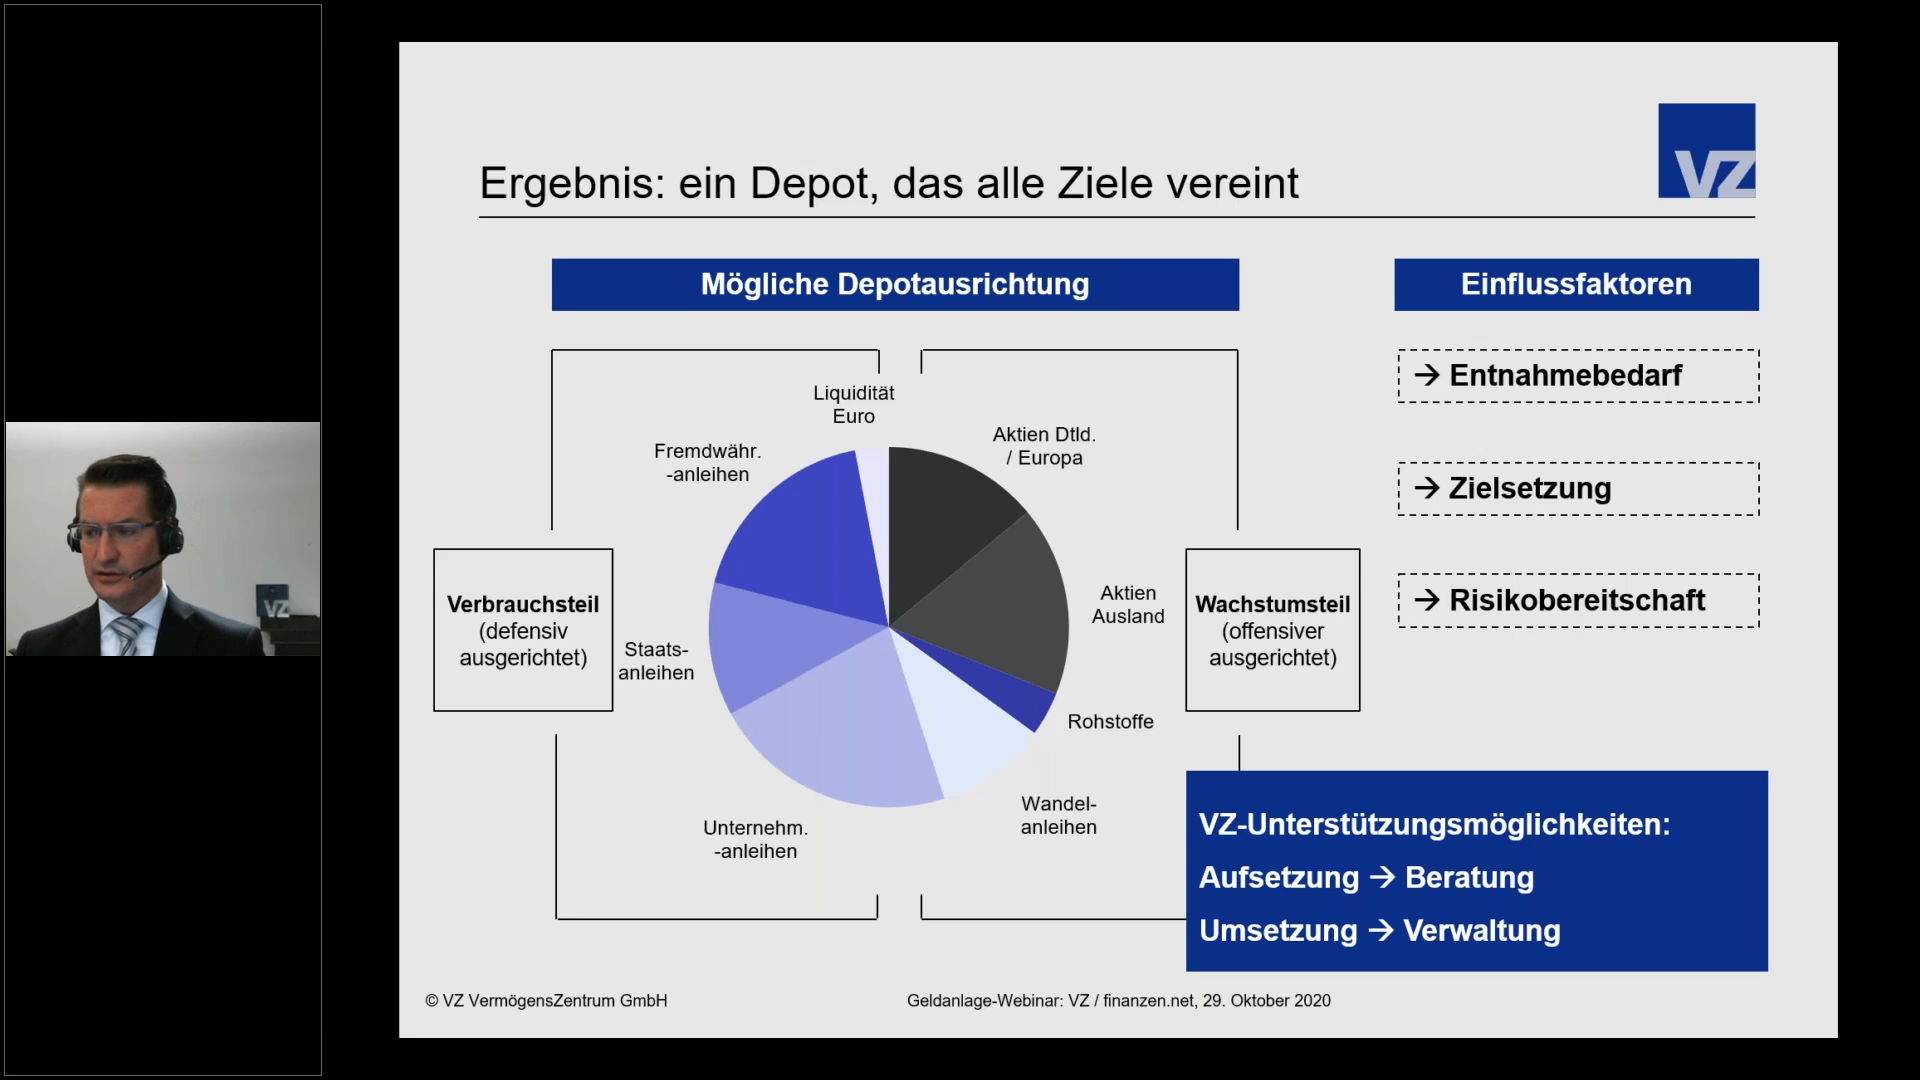 VZ
Ergebnis: ein Depot, das alle Ziele vereint
Mögliche Depotausrichtung
Einflussfaktoren
Liquidität
Euro
Aktien Dtld.
/ Europa
Fremdwähr.
-anleihen
Verbrauchsteil
(defensiv
ausgerichtet)
Staats-
anleihen
Aktien
Ausland
Wachstumsteil
(offensiver
ausgerichtet)
Rohstoffe
Wandel-
anleihen
Unternehm.
-anleihen
→ Entnahmebedarf
→ Zielsetzung
→ Risikobereitschaft
VZ-Unterstützungsmöglichkeiten:
Aufsetzung → Beratung
Umsetzung → Verwaltung
© VZ VermögensZentrum GmbH
Geldanlage-Webinar: VZ / finanzen.net, 29. Oktober 2020
VZ